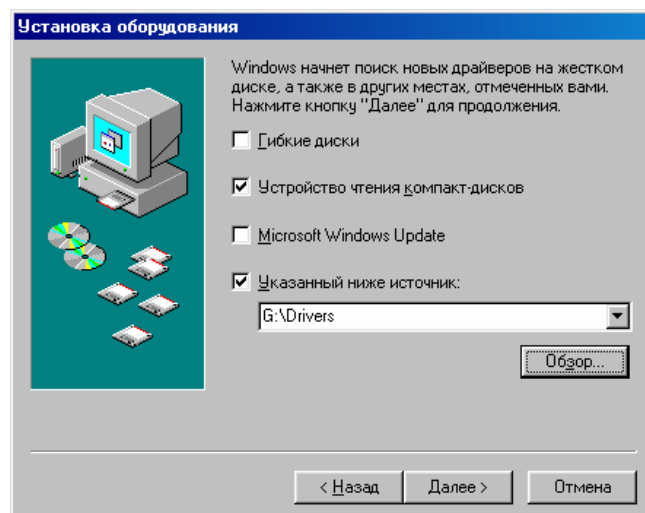 Установка оборудования
Windows начнет поиск новых драйверов на жестком
диске, а также в других местах, отмеченных вами.
Нажмите кнопку "Далее" для продолжения.
Гибкие диски
Устройство чтения компакт-дисков
Microsoft Windows Update
Указанный ниже источник:
G:\Drivers
Обзор...
< Назад
Далее >
Отмена